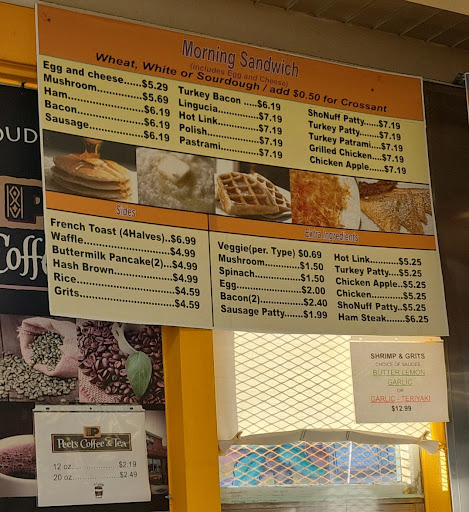 Morning Sandwich
(includes Egg and Cheese)
Wheat, White or Sourdough / add $0.50 for Crossant
Egg and cheese.....$5.29
Mushroom..............$5.69
Ham........................$6.19
Bacon.....................$6.19
Sausage.................$6.19
Turkey Bacon .....$6.19
Lingucia................$7.19
Hot Link................$7.19
Polish....................$7.19
Pastrami...............$7.19
ShoNuff Patty......$7.19
Turkey Patty........$7.19
Turkey Patrami....$7.19
Grilled Chicken....$7.19
Chicken Apple.....$7.19
Sides
French Toast (4Halves)..$6.99
Waffle..........................$4.99
Buttermilk Pancake(2)....$4.99
Hash Brown....................$4.99
Rice................................$4.59
Grits................................$4.59
Extra Ingredients
Veggie(per. Type) $0.69
Mushroom...............$1.50
Spinach...................$1.50
Egg..........................$2.00
Bacon(2)..................$2.40
Sausage Patty.........$1.99
Hot Link..........$5.25
Turkey Patty....$5.25
Chicken Apple..$5.25
Chicken...........$5.25
ShoNuff Patty...$5.25
Ham Steak.......$6.25
OUD
Coff
Peets Coffee & Tea
12 oz..................$2.19
20 oz..................$2.49
SHRIMP & GRITS
CHOICE OF SAUCES
BUTTER LEMON
GARLIC
OR
GARLIC - TERIYAKI
$12.99